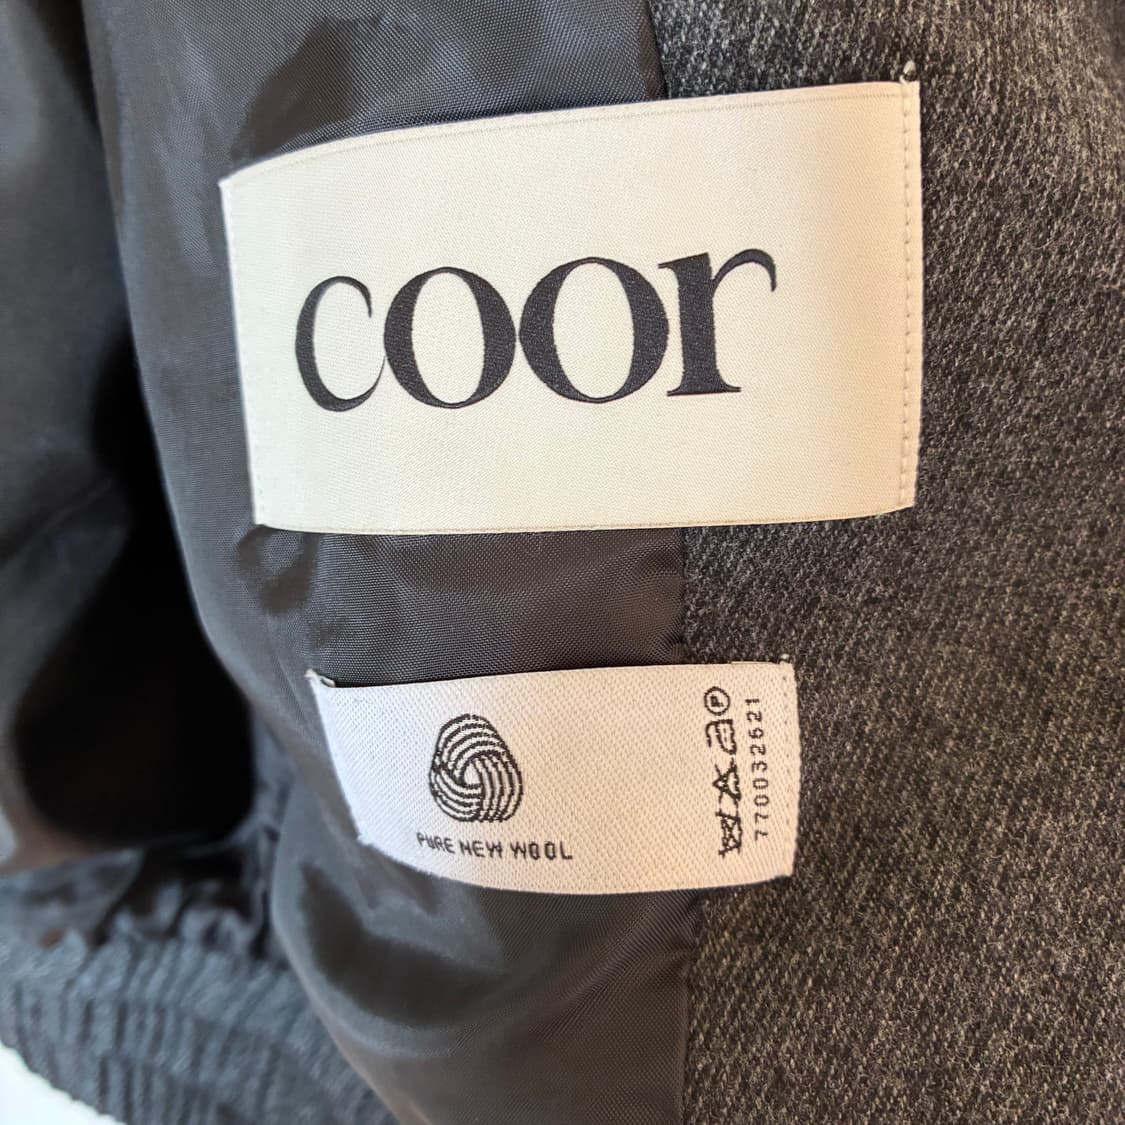 coor
PURE NEW WOOL
P
770032621